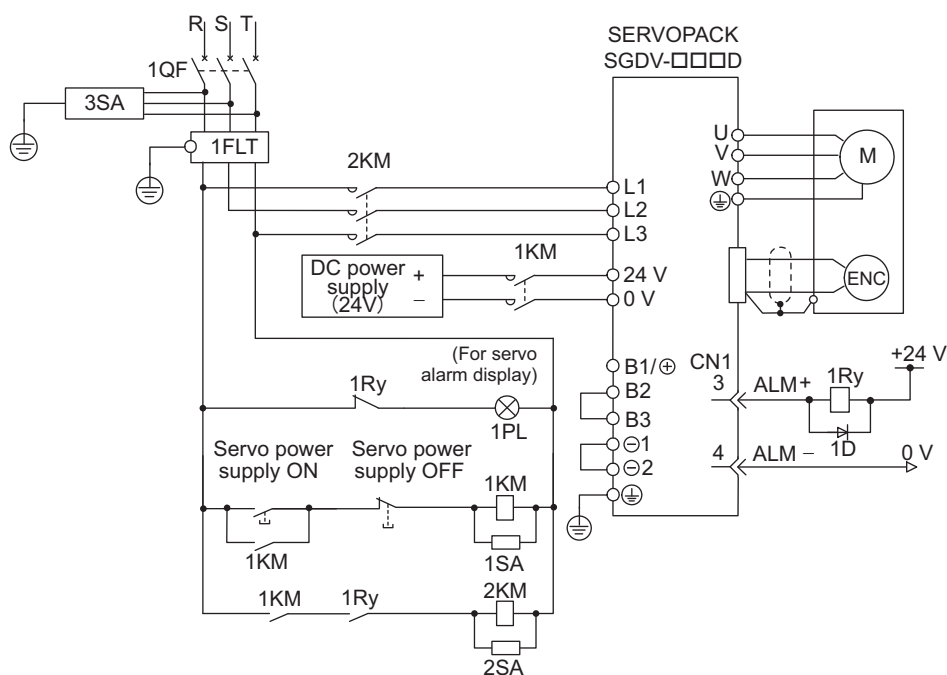 R S T
SERVOPACK
SGDV-□□□D
1QF
3SA
1FLT
2KM
U
V
W
M
L1
L2
L3
1KM
DC power
supply
(24V)
+
−
24 V
0 V
ENC
(For servo
alarm display)
B1/⊕
CN1
3
ALM+
1Ry
+24 V
1Ry
1PL
B2
B3
1D
Servo power
supply ON
Servo power
supply OFF
⊖1
⊖2
4
ALM −
0 V
1KM
1KM
1SA
1KM
1Ry
2KM
2SA